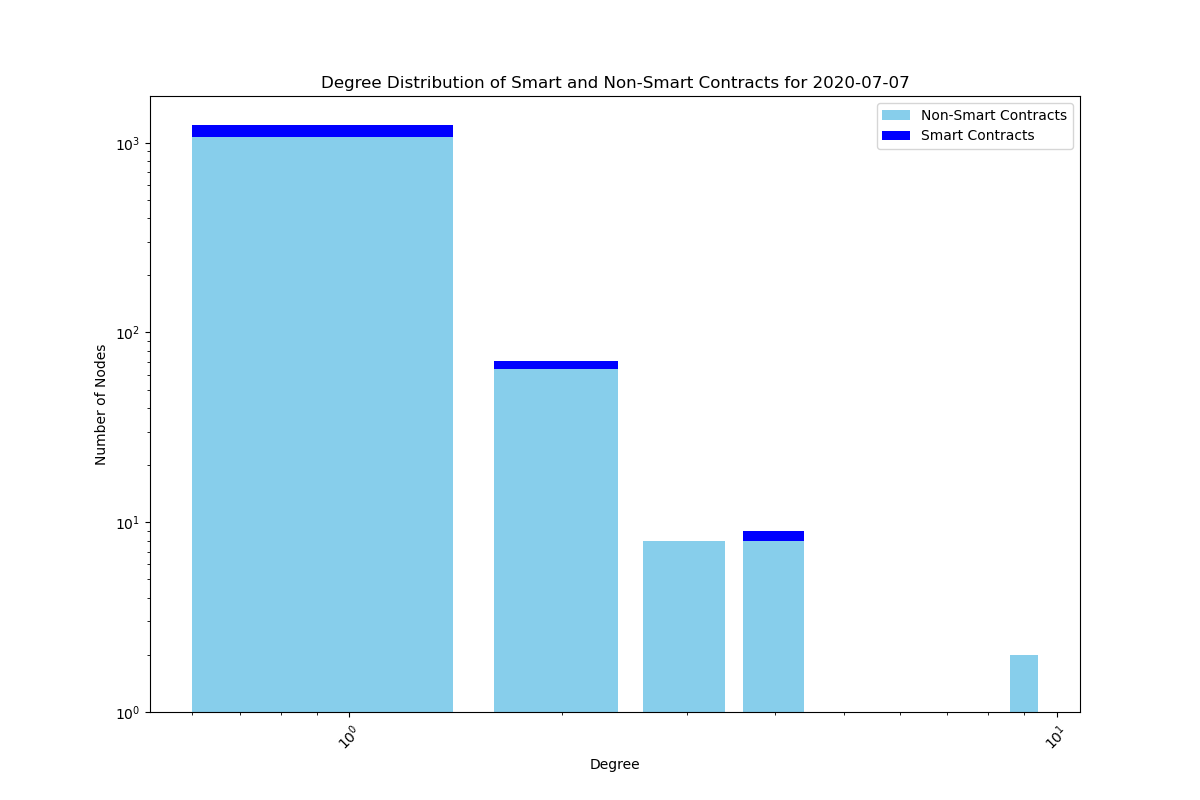 Degree Distribution of Smart and Non-Smart Contracts for 2020-07-07
Non-Smart Contracts
Smart Contracts
10³
10²
10¹
10⁰
Number of Nodes
10⁰
10¹
Degree